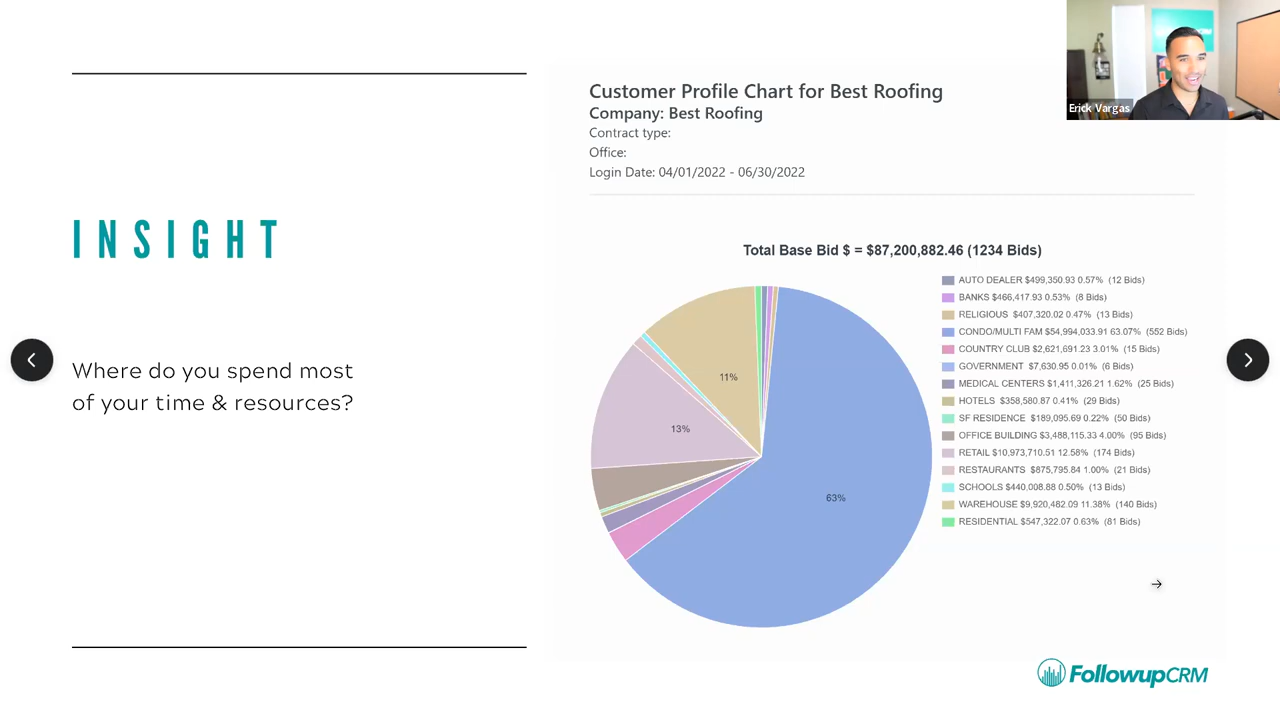 Erick Vargas
INSIGHT
Where do you spend most
of your time & resources?
Customer Profile Chart for Best Roofing
Company: Best Roofing
Contract type:
Office:
Login Date: 04/01/2022 - 06/30/2022
Total Base Bid $ = $87,200,882.46 (1234 Bids)
AUTO DEALER $499,350.93 0.57% (12 Bids)
BANKS $466,417.93 0.53% (8 Bids)
RELIGIOUS $407,320.02 0.47% (13 Bids)
CONDO/MULTI FAM $54,994,033.91 63.07% (552 Bids)
COUNTRY CLUB $2,621,691.23 3.01% (15 Bids)
GOVERNMENT $7,630.95 0.01% (6 Bids)
MEDICAL CENTERS $1,411,326.21 1.62% (25 Bids)
HOTELS $358,580.87 0.41% (29 Bids)
SF RESIDENCE $189,095.69 0.22% (50 Bids)
OFFICE BUILDING $3,488,115.33 4.00% (95 Bids)
RETAIL $10,973,710.51 12.58% (174 Bids)
RESTAURANTS $875,795.84 1.00% (21 Bids)
SCHOOLS $440,008.88 0.50% (13 Bids)
WAREHOUSE $9,920,482.09 11.38% (140 Bids)
RESIDENTIAL $547,322.07 0.63% (81 Bids)
11%
13%
63%
FollowupCRM